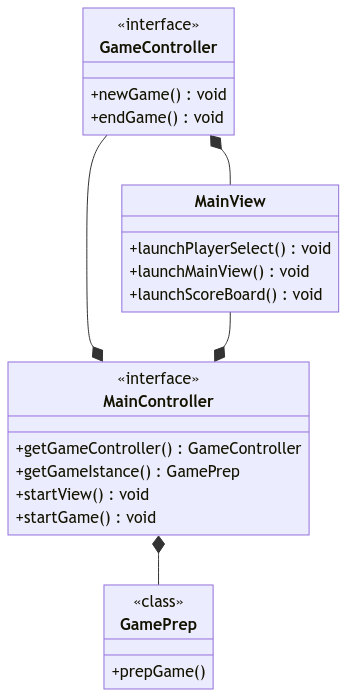 «interface»
GameController
+newGame() : void
+endGame() : void
MainView
+launchPlayerSelect() : void
+launchMainView() : void
+launchScoreBoard() : void
«interface»
MainController
+getGameController() : GameController
+getGameIstance() : GamePrep
+startView() : void
+startGame() : void
«class»
GamePrep
+prepGame()